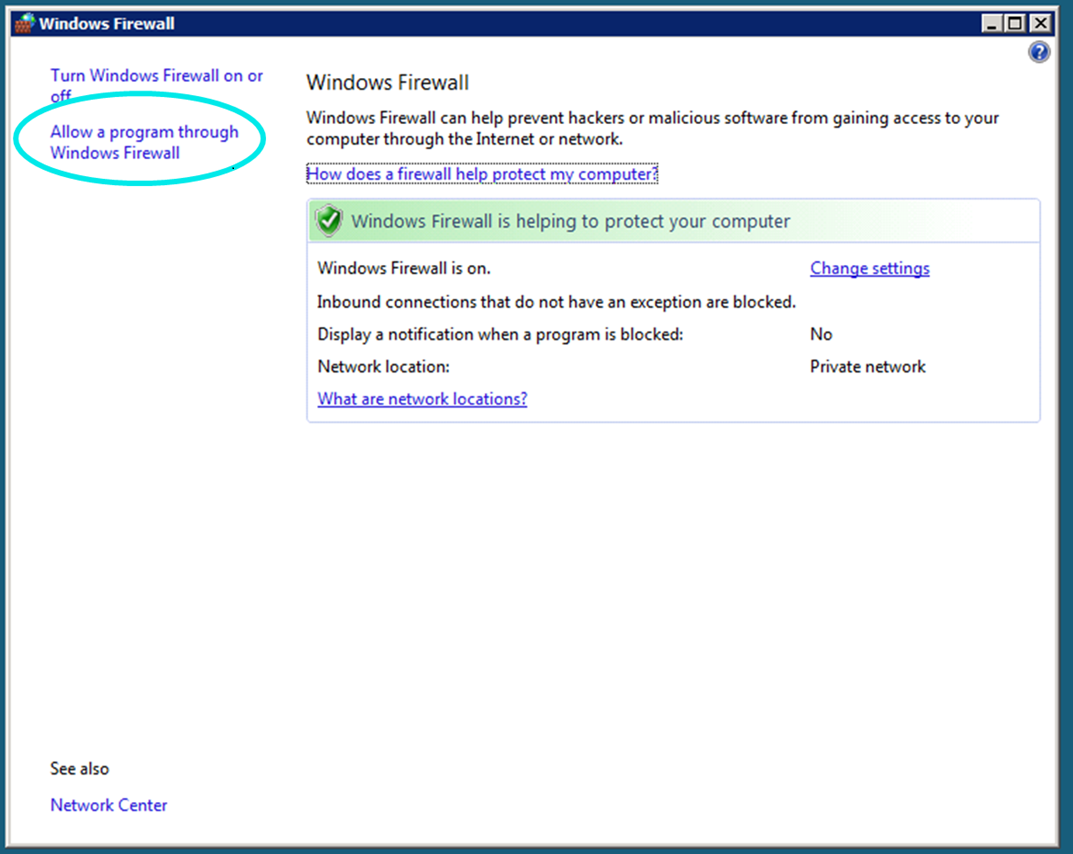 Windows Firewall
Turn Windows Firewall on or
off
Allow a program through
Windows Firewall
Windows Firewall
Windows Firewall can help prevent hackers or malicious software from gaining access to your
computer through the Internet or network.
How does a firewall help protect my computer?
Windows Firewall is helping to protect your computer
Windows Firewall is on. Change settings
Inbound connections that do not have an exception are blocked.
Display a notification when a program is blocked: No
Network location: Private network
What are network locations?
See also
Network Center